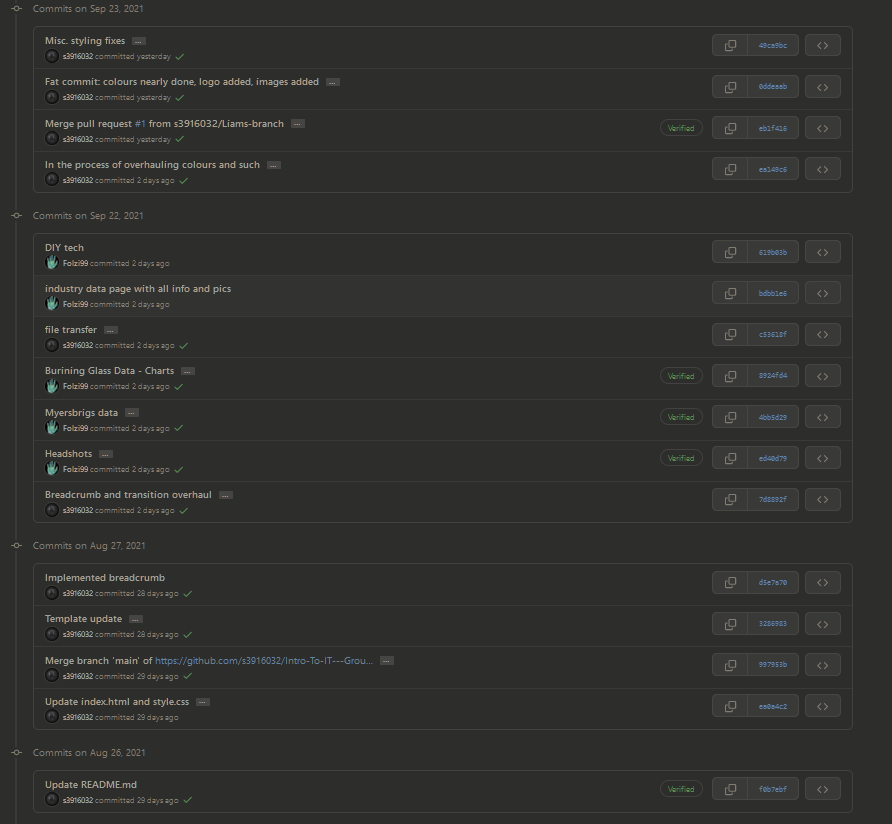 Commits on Sep 23, 2021
Misc. styling fixes ...
s3916032 committed yesterday
40ca9bc
Fat commit: colours nearly done, logo added, images added ...
s3916032 committed yesterday
0ddeaab
Merge pull request #1 from s3916032/Liams-branch ...
s3916032 committed yesterday
Verified
eb1f416
In the process of overhauling colours and such ...
s3916032 committed 2 days ago
ea149c6
Commits on Sep 22, 2021
DIY tech
Folzi99 committed 2 days ago
619b03b
industry data page with all info and pics
Folzi99 committed 2 days ago
bdbb1e6
file transfer ...
s3916032 committed 2 days ago
c53618f
Burining Glass Data - Charts ...
Folzi99 committed 2 days ago
Verified
8924fd4
Myersbrigs data ...
Folzi99 committed 2 days ago
Verified
4bb5d29
Headshots ...
Folzi99 committed 2 days ago
Verified
ed40d79
Breadcrumb and transition overhaul ...
s3916032 committed 2 days ago
7d8892f
Commits on Aug 27, 2021
Implemented breadcrumb
s3916032 committed 28 days ago
d5e7a70
Template update ...
s3916032 committed 28 days ago
3286983
Merge branch 'main' of https://github.com/s3916032/Intro-To-IT---Grou... ...
s3916032 committed 29 days ago
997953b
Update index.html and style.css ...
s3916032 committed 29 days ago
ea0a4c2
Commits on Aug 26, 2021
Update README.md
s3916032 committed 29 days ago
Verified
f0b7ebf